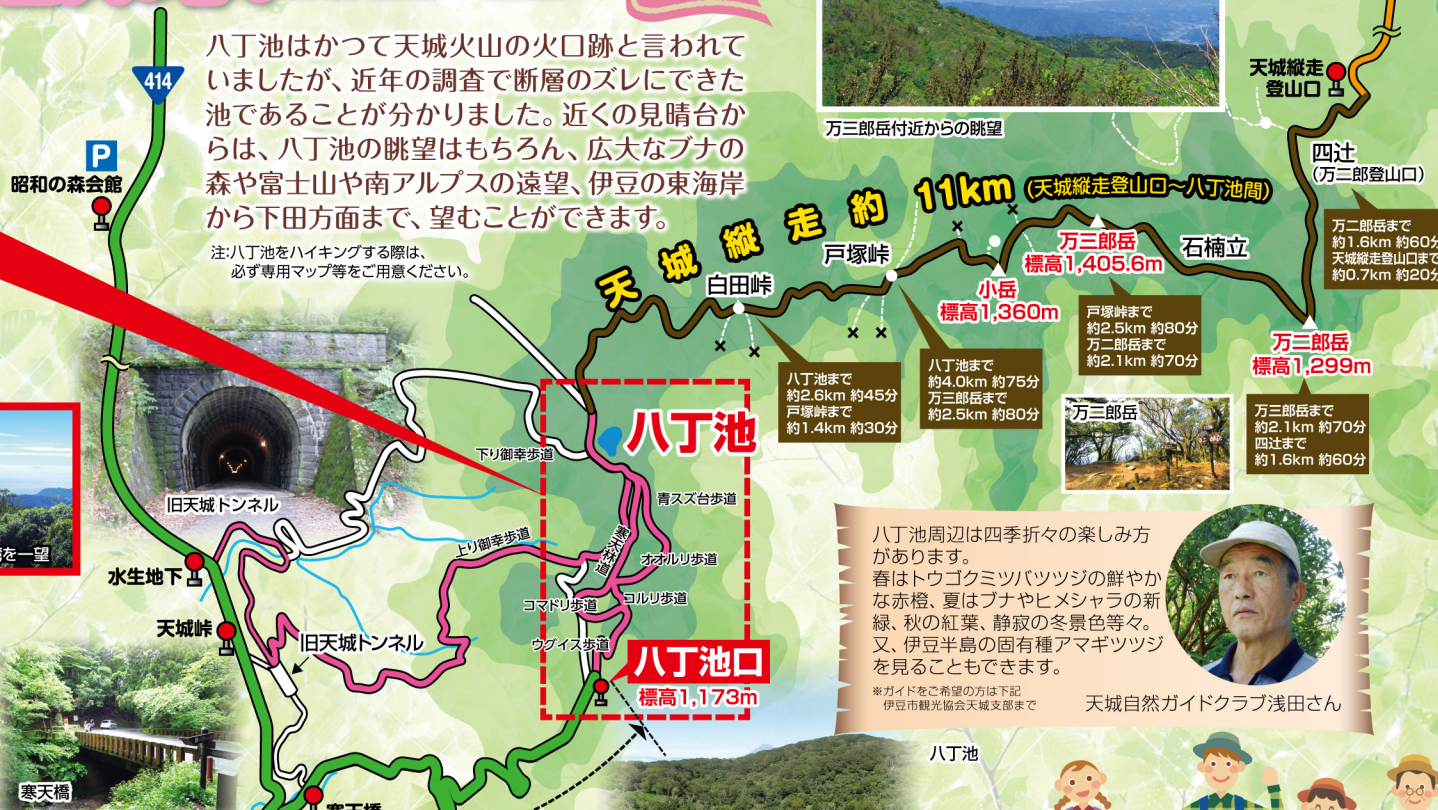 414
P
昭和の森会館
八丁池はかつて天城火山の火口跡と言われて
いましたが、近年の調査で断層のズレにできた
池であることが分かりました。近くの見晴台か
らは、八丁池の眺望はもちろん、広大なブナの
森や富士山や南アルプスの遠望、伊豆の東海岸
から下田方面まで、望むことができます。
注:八丁池をハイキングする際は、
必ず専用マップ等をご用意ください。
万三郎岳付近からの眺望
天城縦走
登山口
四辻
(万二郎登山口)
万二郎岳まで
約1.6km 約60分
天城縦走登山口まで
約0.7km 約20分
天城縦走約 11km (天城縦走登山口～八丁池間)
白田峠
戸塚峠
小岳
標高1,360m
万三郎岳
標高1,405.6m
石楠立
万二郎岳
標高1,299m
八丁池まで
約2.6km 約45分
戸塚峠まで
約1.4km 約30分
八丁池まで
約4.0km 約75分
万三郎岳まで
約2.5km 約80分
戸塚峠まで
約2.5km 約80分
万二郎岳まで
約2.1km 約70分
万三郎岳まで
約2.1km 約70分
四辻まで
約1.6km 約60分
万二郎岳
を一望
旧天城トンネル
水生地下
天城峠
旧天城トンネル
寒天橋
寒天橋
八丁池
下り御幸歩道
上り御幸歩道
青スズ台歩道
寒天林道
オオルリ歩道
コマドリ歩道
コルリ歩道
ウグイス歩道
八丁池口
標高1,173m
八丁池周辺は四季折々の楽しみ方
があります。
春はトウゴクミツバツツジの鮮やか
な赤橙、夏はブナやヒメシャラの新
緑、秋の紅葉、静寂の冬景色等々。
又、伊豆半島の固有種アマギツツジ
を見ることもできます。
※ガイドをご希望の方は下記
伊豆市観光協会天城支部まで
天城自然ガイドクラブ浅田さん
八丁池